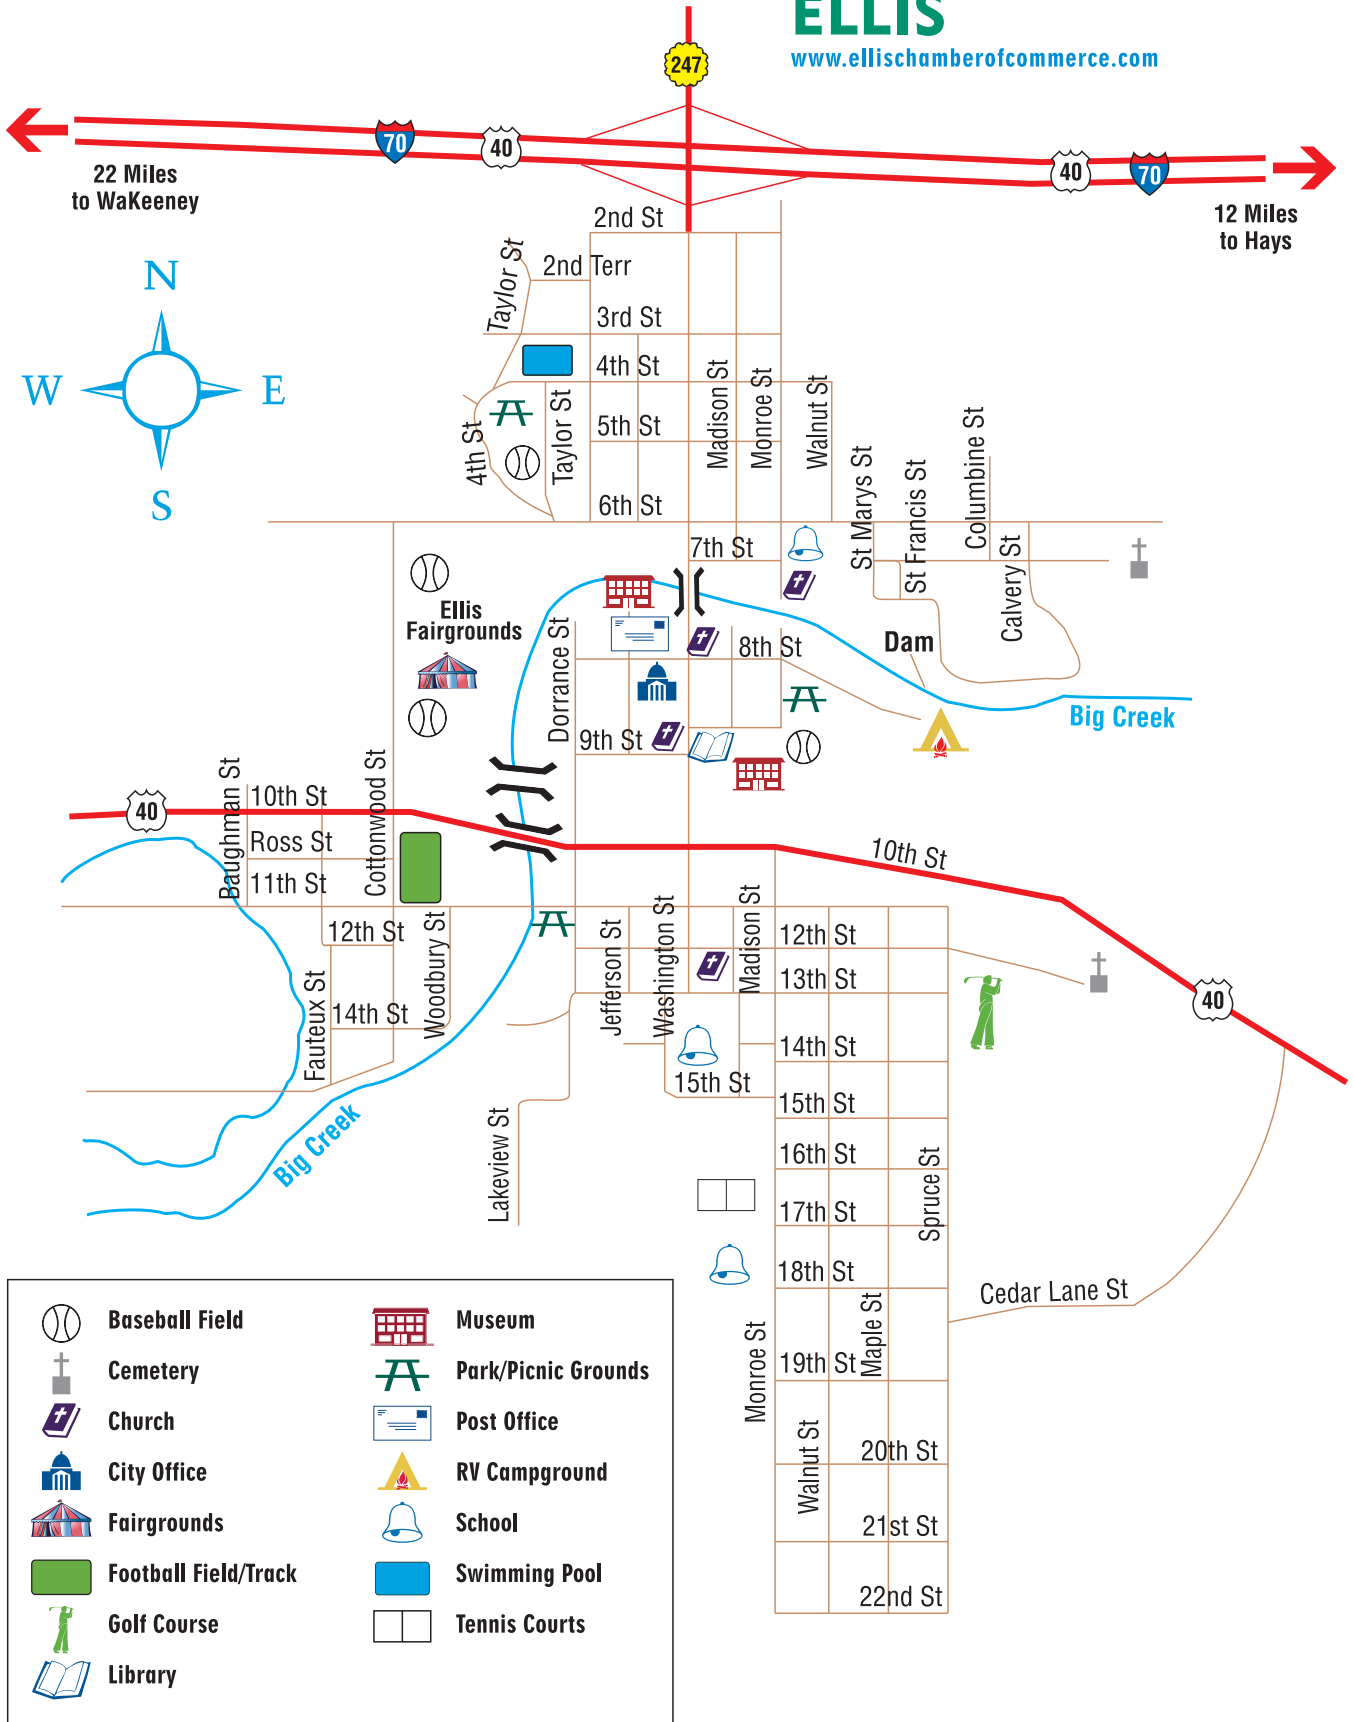 ELLIS
www.ellischamberofcommerce.com
247
70
40
40
70
22 Miles
to WaKeeney
12 Miles
to Hays
2nd St
Taylor St
2nd Terr
3rd St
N
W
E
S
4th St
Madison St
Monroe St
Walnut St
4th St
Taylor St
5th St
6th St
St Marys St
St Francis St
Columbine St
Calvery St
7th St
Ellis
Fairgrounds
Dorrance St
8th St
Dam
Big Creek
9th St
Baughman St
Cottonwood St
40
10th St
Ross St
11th St
10th St
12th St
Woodbury St
Fauteux St
14th St
Jefferson St
Washington St
Madison St
12th St
13th St
40
14th St
15th St
15th St
Big Creek
Lakeview St
16th St
17th St
Spruce St
18th St
Cedar Lane St
Monroe St
Maple St
19th St
Walnut St
20th St
21st St
22nd St
Baseball Field
Cemetery
Church
City Office
Fairgrounds
Football Field/Track
Golf Course
Library
Museum
Park/Picnic Grounds
Post Office
RV Campground
School
Swimming Pool
Tennis Courts